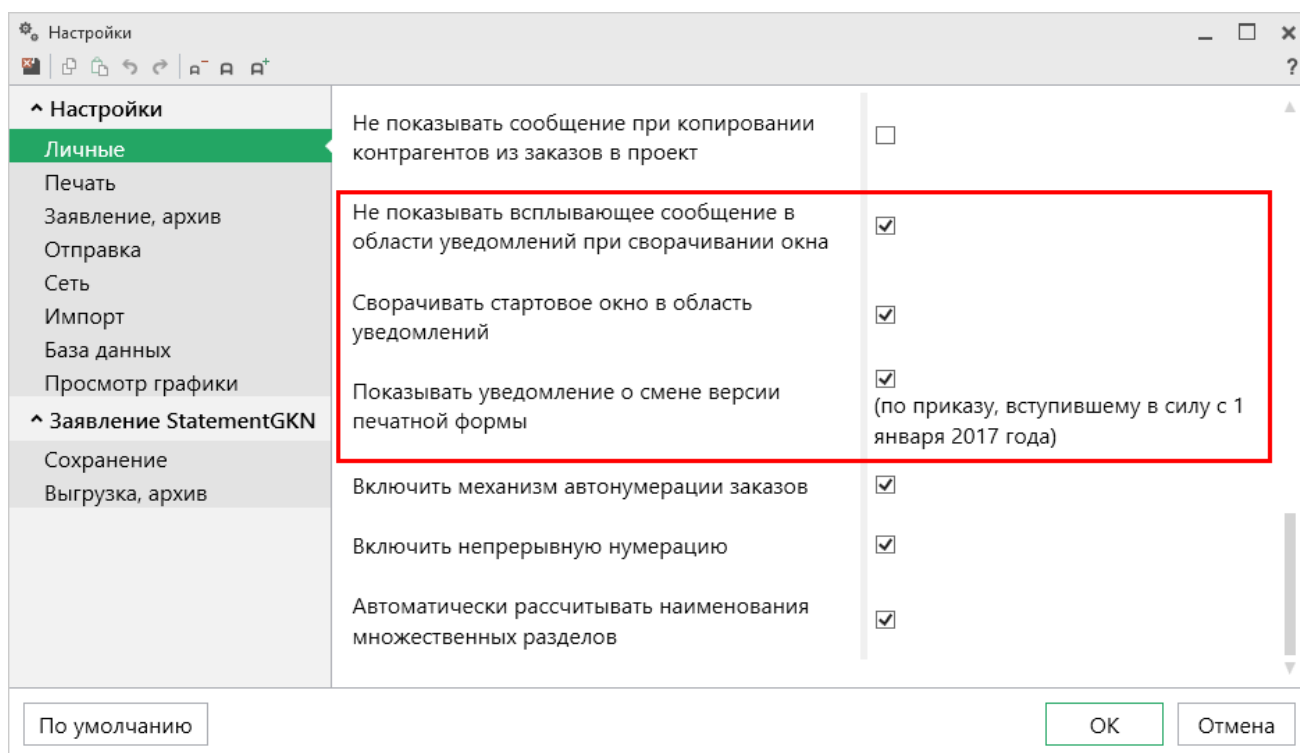 Настройки
?
Настройки
Личные
Печать
Заявление, архив
Отправка
Сеть
Импорт
База данных
Просмотр графики
Заявление StatementGKN
Сохранение
Выгрузка, архив
Не показывать сообщение при копировании
контрагентов из заказов в проект
Не показывать всплывающее сообщение в
области уведомлений при сворачивании окна
Сворачивать стартовое окно в область
уведомлений
Показывать уведомление о смене версии
печатной формы
(по приказу, вступившему в силу с 1
января 2017 года)
Включить механизм автонумерации заказов
Включить непрерывную нумерацию
Автоматически рассчитывать наименования
множественных разделов
По умолчанию
ОК
Отмена